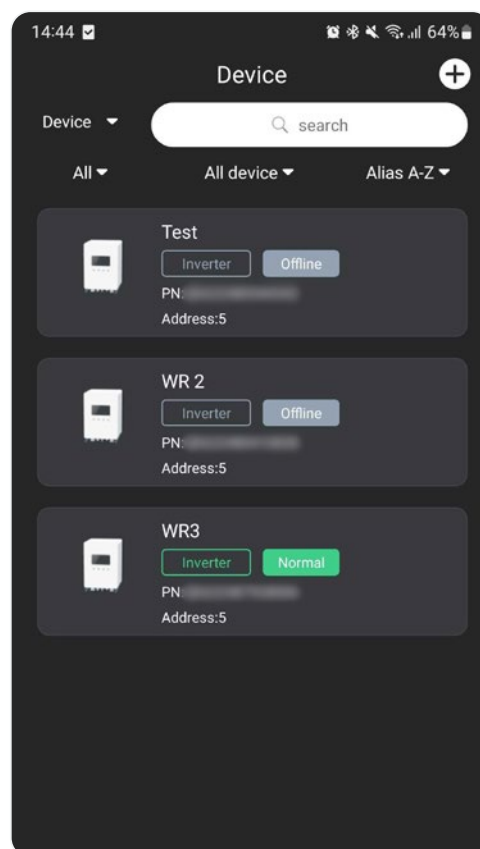 14:44 64%
Device
Device search
All All device Alias A-Z
Test
Inverter Offline
PN:
Address:5
WR 2
Inverter Offline
PN:
Address:5
WR3
Inverter Normal
PN
Address:5